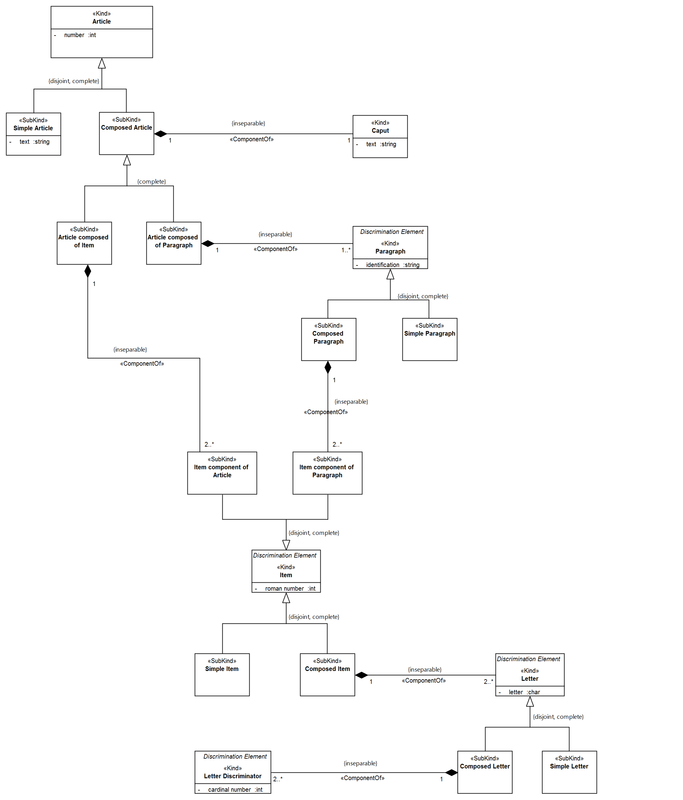 «Kind»
Article
- number :int
{disjoint, complete}
«SubKind»
Simple Article
- text :string
«SubKind»
Composed Article
{inseparable}
1
1
«ComponentOf»
«Kind»
Caput
- text :string
{complete}
«SubKind»
Article composed
of Item
«SubKind»
Article composed
of Paragraph
{inseparable}
1
1..*
«ComponentOf»
Discrimination Element
«Kind»
Paragraph
- identification :string
1
{disjoint, complete}
«SubKind»
Composed
Paragraph
«SubKind»
Simple Paragraph
{inseparable}
«ComponentOf»
1
{inseparable}
«ComponentOf»
2..*
2..*
«SubKind»
Item component of
Article
«SubKind»
Item component of
Paragraph
{disjoint, complete}
Discrimination Element
«Kind»
Item
- roman number :int
{disjoint, complete}
«SubKind»
Simple Item
«SubKind»
Composed Item
{inseparable}
1
2..*
«ComponentOf»
Discrimination Element
«Kind»
Letter
- letter :char
{disjoint, complete}
Discrimination Element
«Kind»
Letter Discriminator
- cardinal number :int
{inseparable}
2..*
1
«ComponentOf»
«SubKind»
Composed Letter
«SubKind»
Simple Letter